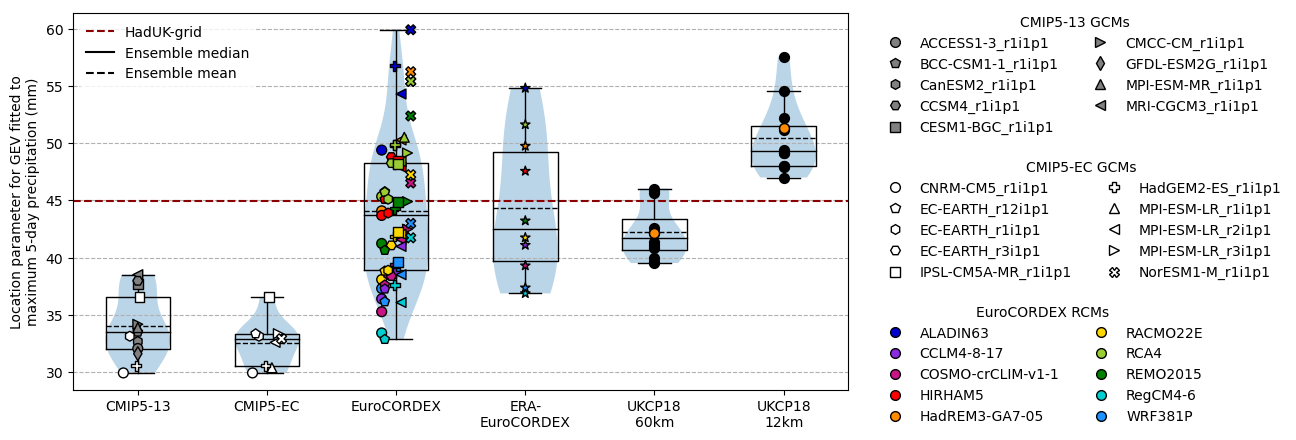 Location parameter for GEV fitted to
maximum 5-day precipitation (mm)
60
55
50
45
40
35
30
HadUK-grid
Ensemble median
Ensemble mean
CMIP5-13
CMIP5-EC
EuroCORDEX
ERA-
EuroCORDEX
UKCP18
60km
UKCP18
12km
CMIP5-13 GCMs
ACCESS1-3_r1i1p1
BCC-CSM1-1_r1i1p1
CanESM2_r1i1p1
CCSM4_r1i1p1
CESM1-BGC_r1i1p1
CMCC-CM_r1i1p1
GFDL-ESM2G_r1i1p1
MPI-ESM-MR_r1i1p1
MRI-CGCM3_r1i1p1
CMIP5-EC GCMs
CNRM-CM5_r1i1p1
EC-EARTH_r12i1p1
EC-EARTH_r1i1p1
EC-EARTH_r3i1p1
IPSL-CM5A-MR_r1i1p1
HadGEM2-ES_r1i1p1
MPI-ESM-LR_r1i1p1
MPI-ESM-LR_r2i1p1
MPI-ESM-LR_r3i1p1
NorESM1-M_r1i1p1
EuroCORDEX RCMs
ALADIN63
CCLM4-8-17
COSMO-crCLIM-v1-1
HIRHAM5
HadREM3-GA7-05
RACMO22E
RCA4
REMO2015
RegCM4-6
WRF381P